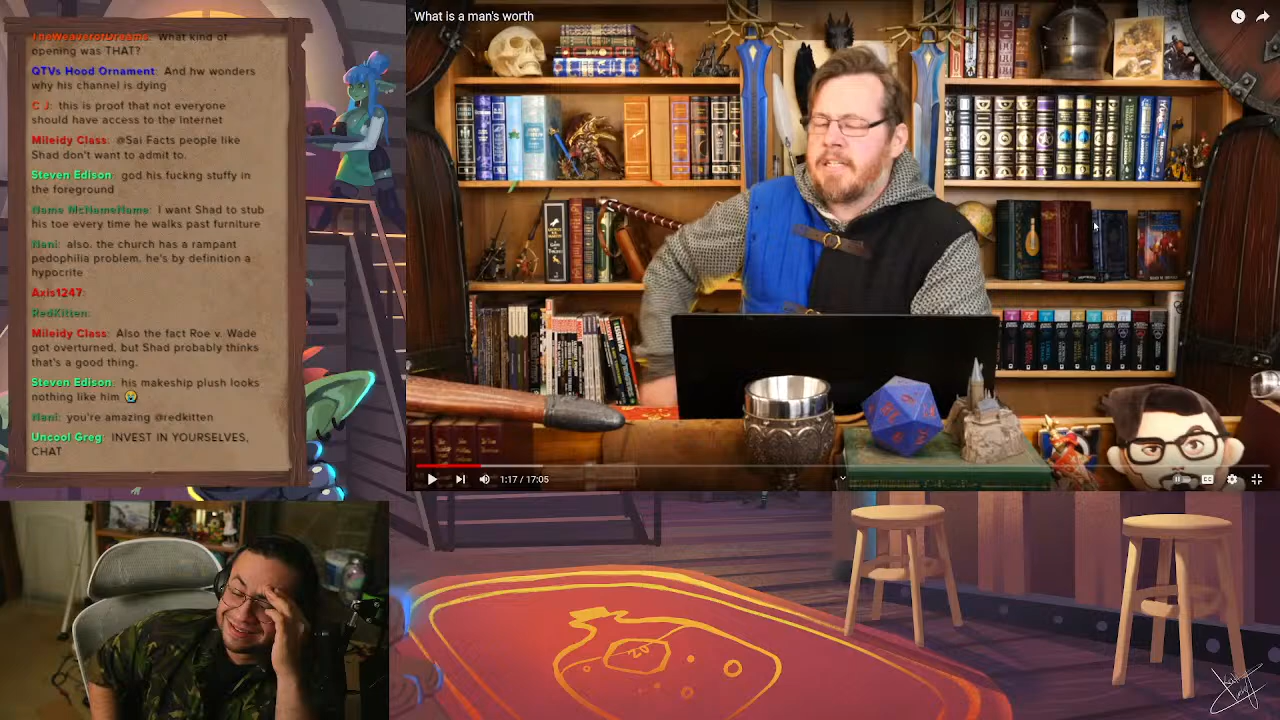 TheWeaverofDreams: What kind of
opening was THAT?
QTVs Hood Ornament: And hw wonders
why his channel is dying
C J: this is proof that not everyone
should have access to the internet
Mileidy Class: @Sai Facts people like
Shad don't want to admit to.
Steven Edison: god his fuckng stuffy in
the foreground
Name McNameName: I want Shad to stub
his toe every time he walks past furniture
Nani: also. the church has a rampant
pedophilia problem. he's by definition a
hypocrite
Axis1247:
RedKitten:
Mileidy Class: Also the fact Roe v. Wade
got overturned, but Shad probably thinks
that's a good thing.
Steven Edison: his makeship plush looks
nothing like him 😭
Nani: you're amazing @redkitten
Uncool Greg: INVEST IN YOURSELVES,
CHAT
What is a man's worth
1:17 / 17:05
CC
20